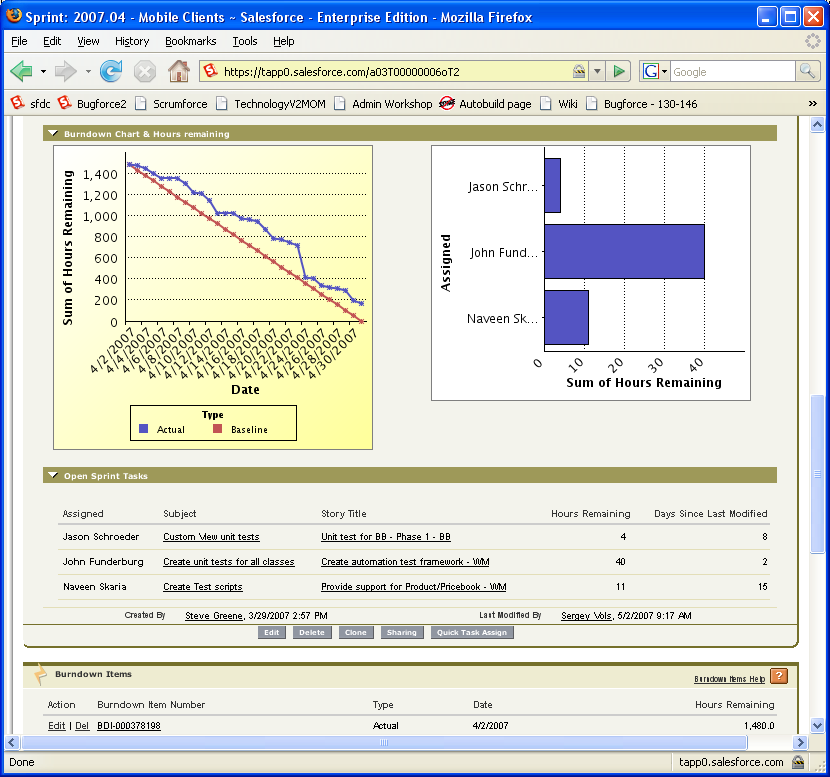 Sprint: 2007.04 - Mobile Clients ~ Salesforce - Enterprise Edition - Mozilla Firefox
File Edit View History Bookmarks Tools Help
https://tapp0.salesforce.com/a03T00000006oT2
Google
sfdc Bugforce2 Scrumforce TechnologyV2MOM Admin Workshop Autobuild page Wiki Bugforce - 130-146 »
Burndown Chart & Hours remaining
Sum of Hours Remaining
1,400
1,200
1,000
800
600
400
200
0
4/2/2007
4/4/2007
4/6/2007
4/8/2007
4/10/2007
4/12/2007
4/14/2007
4/16/2007
4/18/2007
4/20/2007
4/22/2007
4/24/2007
4/26/2007
4/28/2007
4/30/2007
Date
Type
Actual Baseline
Assigned
Jason Schr...
John Fund...
Naveen Sk...
0 10 20 30 40
Sum of Hours Remaining
Open Sprint Tasks
Assigned Subject Story Title Hours Remaining Days Since Last Modified
Jason Schroeder Custom View unit tests Unit test for BB - Phase 1 - BB 4 8
John Funderburg Create unit tests for all classes Create automation test framework - WM 40 2
Naveen Skaria Create Test scripts Provide support for Product/Pricebook - WM 11 15
Created By Steve Greene, 3/29/2007 2:57 PM Last Modified By Sergey Vols, 5/2/2007 9:17 AM
Edit Delete Clone Sharing Quick Task Assign
Burndown Items
Burndown Items Help ?
Action Burndown Item Number Type Date Hours Remaining
Edit | Del BDI-000378198 Actual 4/2/2007 1,480.0
Done tapp0.salesforce.com